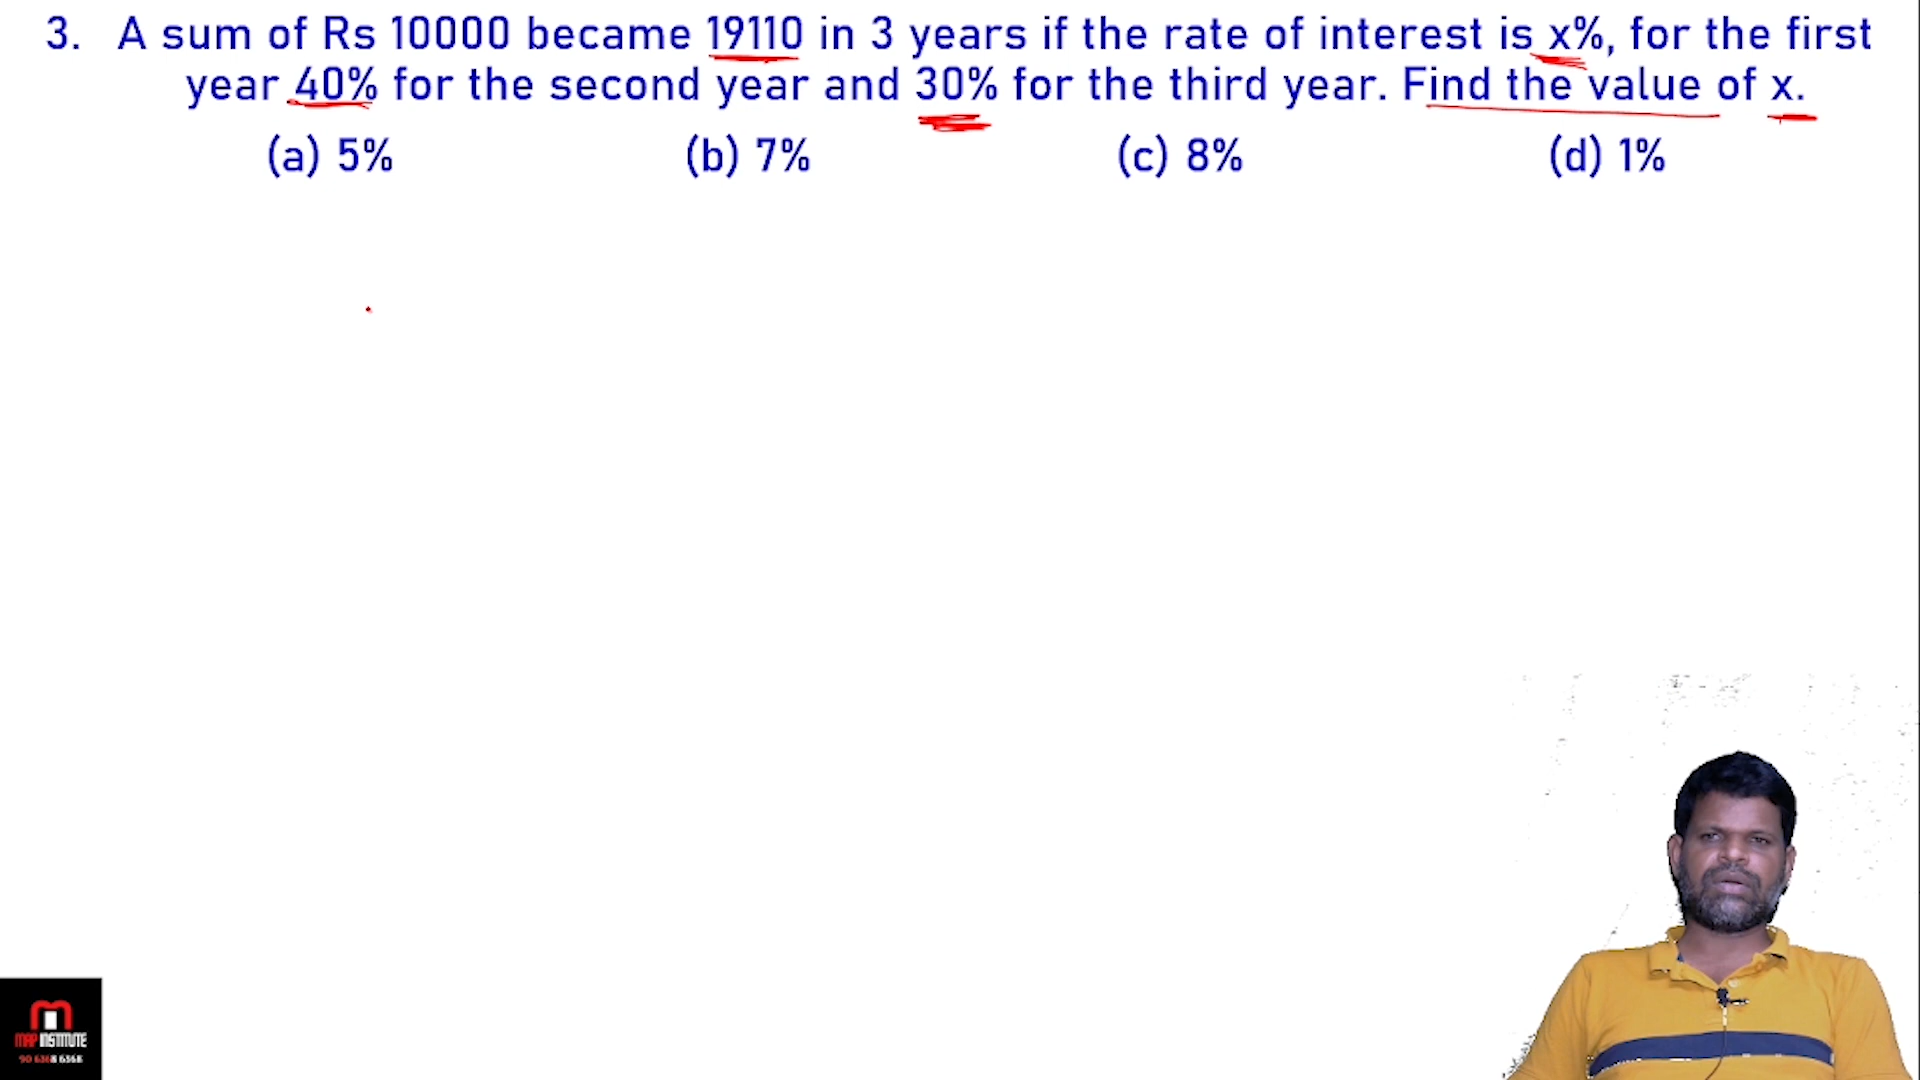 3. A sum of Rs 10000 became 19110 in 3 years if the rate of interest is x%, for the first
year 40% for the second year and 30% for the third year. Find the value of x.
(a) 5% (b) 7% (c) 8% (d) 1%
MAP INSTITUTE